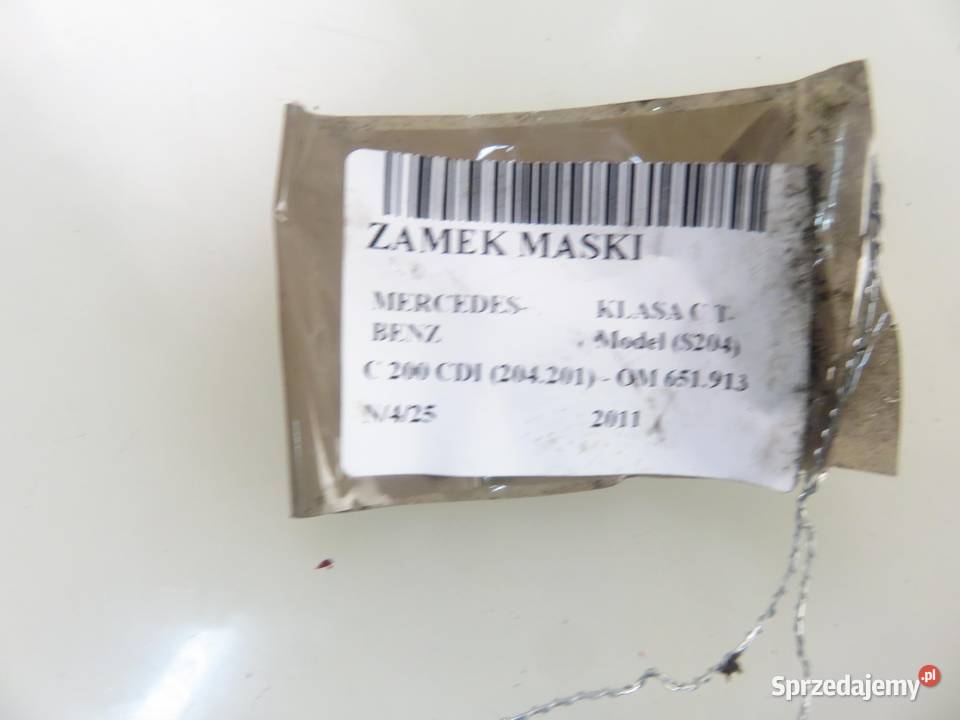 ZAMEK MASKI
MERCEDES-
BENZ
KLASA C T-
Model (S204)
C 200 CDI (204.201) - OM 651.913
N/4/25
2011
Sprzedajemy.pl